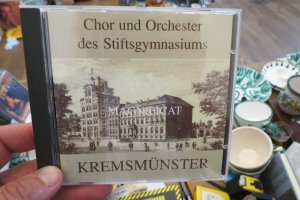 Chor und Orchester
des Stiftsgymnasiums
MAGNIFICAT
KREMSMÜNSTER